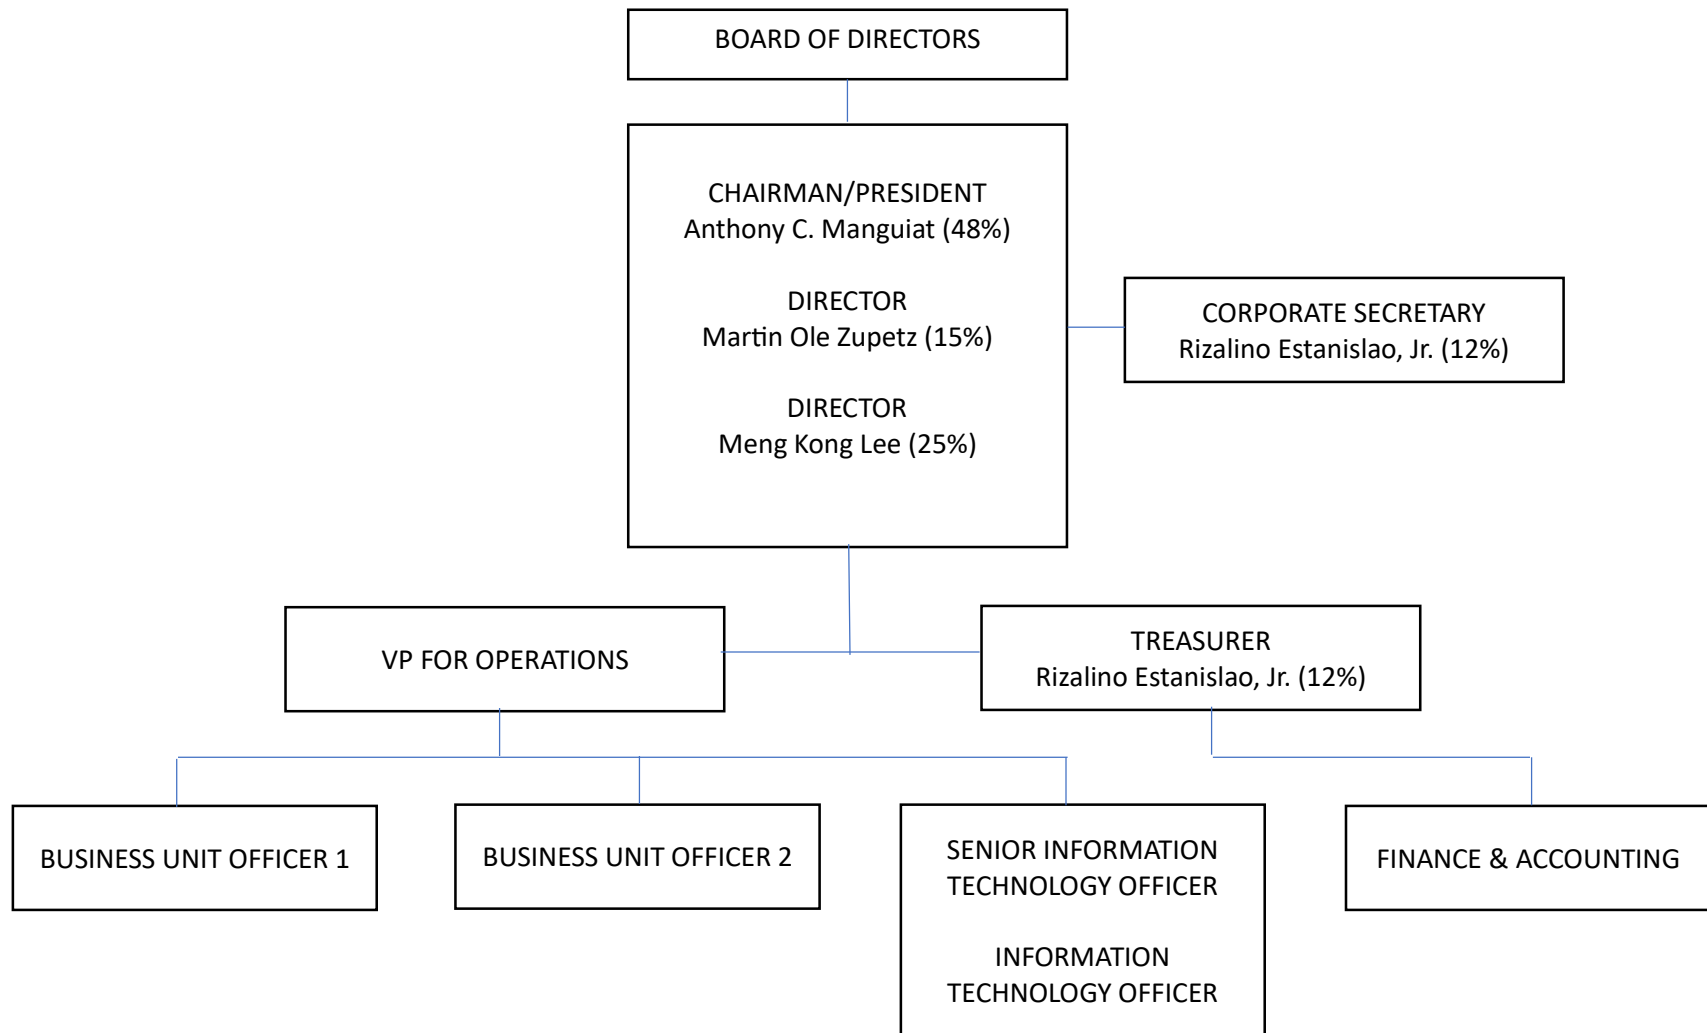 BOARD OF DIRECTORS
CHAIRMAN/PRESIDENT
Anthony C. Manguiat (48%)
DIRECTOR
Martin Ole Zupetz (15%)
DIRECTOR
Meng Kong Lee (25%)
CORPORATE SECRETARY
Rizalino Estanislao, Jr. (12%)
VP FOR OPERATIONS
TREASURER
Rizalino Estanislao, Jr. (12%)
BUSINESS UNIT OFFICER 1
BUSINESS UNIT OFFICER 2
SENIOR INFORMATION
TECHNOLOGY OFFICER
INFORMATION
TECHNOLOGY OFFICER
FINANCE & ACCOUNTING